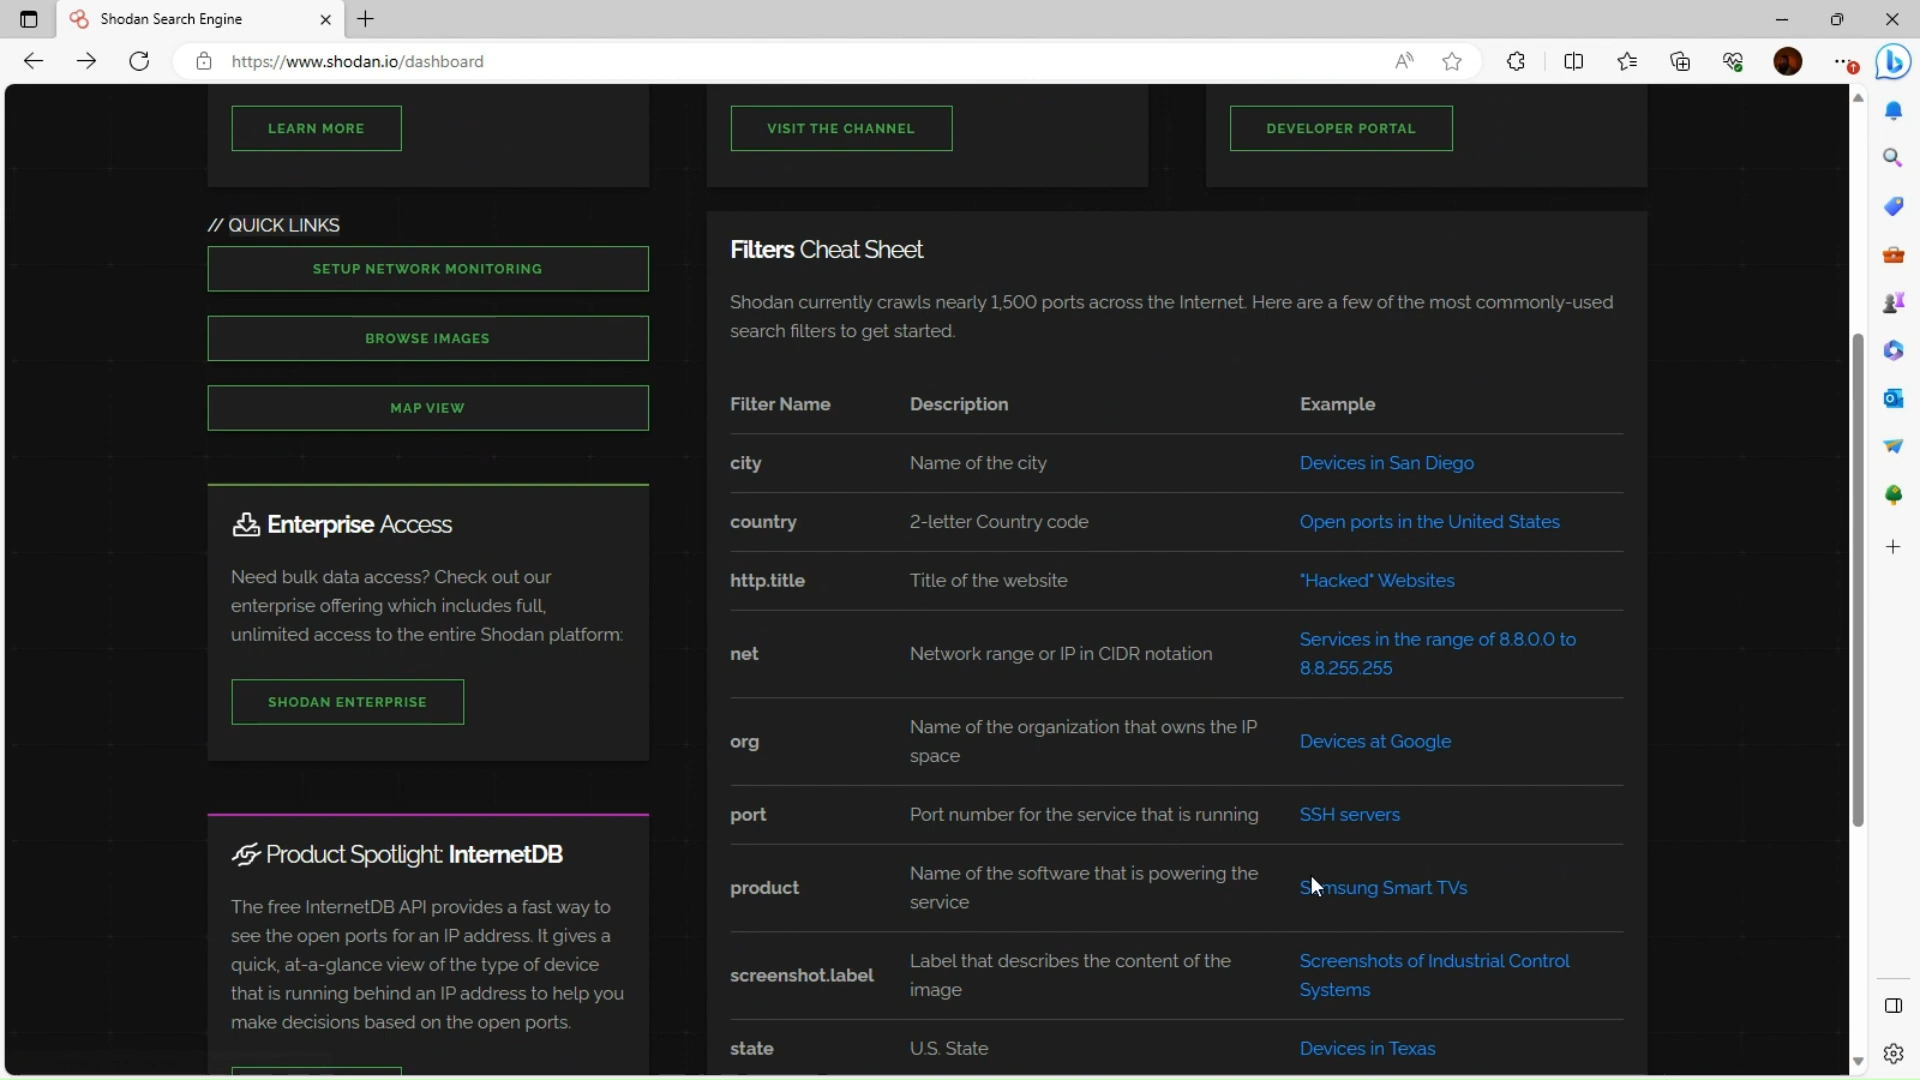 Shodan Search Engine
https://www.shodan.io/dashboard
LEARN MORE
VISIT THE CHANNEL
DEVELOPER PORTAL
// QUICK LINKS
SETUP NETWORK MONITORING
BROWSE IMAGES
MAP VIEW
Enterprise Access
Need bulk data access? Check out our
enterprise offering which includes full,
unlimited access to the entire Shodan platform:
SHODAN ENTERPRISE
Product Spotlight: InternetDB
The free InternetDB API provides a fast way to
see the open ports for an IP address. It gives a
quick, at-a-glance view of the type of device
that is running behind an IP address to help you
make decisions based on the open ports.
Filters Cheat Sheet
Shodan currently crawls nearly 1,500 ports across the Internet. Here are a few of the most commonly-used
search filters to get started.
Filter Name Description Example
city Name of the city Devices in San Diego
country 2-letter Country code Open ports in the United States
http.title Title of the website "Hacked" Websites
net Network range or IP in CIDR notation Services in the range of 8.8.0.0 to
8.8.255.255
org Name of the organization that owns the IP
space Devices at Google
port Port number for the service that is running SSH servers
product Name of the software that is powering the
service Samsung Smart TVs
screenshot.label Label that describes the content of the
image Screenshots of Industrial Control
Systems
state U.S. State Devices in Texas